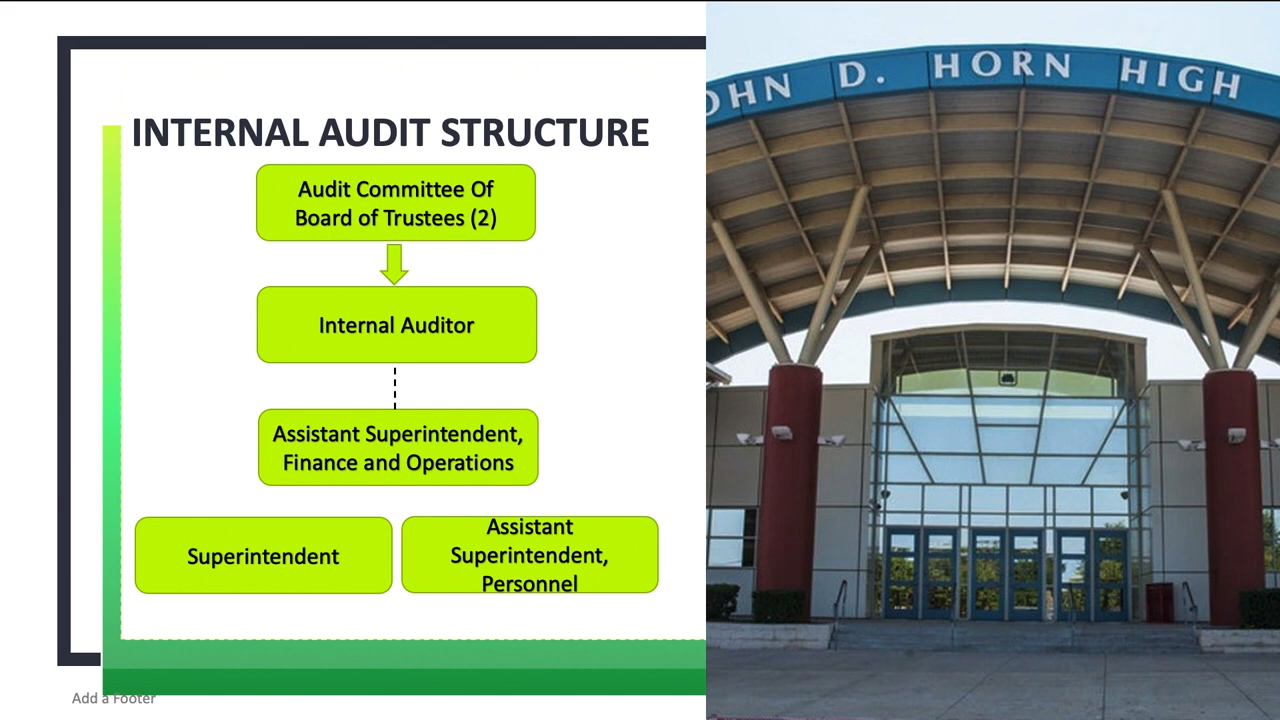 INTERNAL AUDIT STRUCTURE
Audit Committee Of
Board of Trustees (2)
Internal Auditor
Assistant Superintendent,
Finance and Operations
Superintendent
Assistant
Superintendent,
Personnel
Add a Footer
OHN D. HORN HIGH